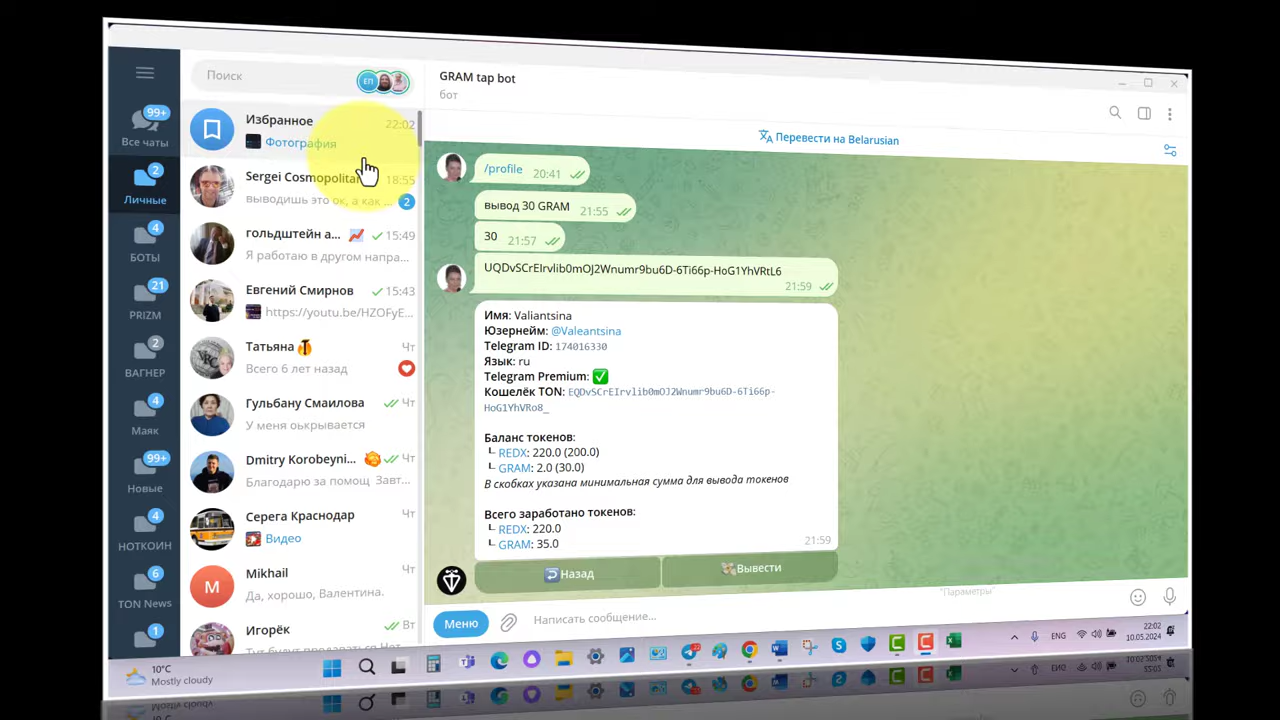 Поиск
ЕП
99+
Все чаты
2
Личные
4
БОТЫ
21
PRIZM
2
ВАГНЕР
4
Маяк
99+
Новые
4
НОТКОИН
6
TON News
1
Избранное 22:02
Фотография
Sergei Cosmopolitan 18:55
выводишь это ок, а как ... 2
гольдштейн а... 15:49
Я работаю в другом напра...
Евгений Смирнов 15:43
https://youtu.be/HZOFyE...
Татьяна Чт
Всего 6 лет назад
Гульбану Смаилова Чт
У меня оькрывается
Dmitry Korobeyni... Чт
Благодарю за помощ Завт...
Серега Краснодар Чт
Видео
M
Mikhail Чт
Да, хорошо, Валентина.
Игорёк Вт
GRAM tap bot
бот
Перевести на Belarusian
/profile 20:41
вывод 30 GRAM 21:55
30 21:57
UQDvSCrEIrvlib0mOJ2Wnumr9bu6D-6Ti66p-HoG1YhVRtL6
21:59
Имя: Valiantsina
Юзернейм: @Valeantsina
Telegram ID: 174016330
Язык: ru
Telegram Premium: ✅
Кошелёк TON: EQDvSCrEIrvlib0mOJ2Wnumr9bu6D-6Ti66p-
HoG1YhVRo8_
Баланс токенов:
REDX: 220.0 (200.0)
GRAM: 2.0 (30.0)
В скобках указана минимальная сумма для вывода токенов
Всего заработано токенов:
REDX: 220.0
GRAM: 35.0
21:59
Назад
Вывести
"Параметры"
Меню
Написать сообщение...
10°C
Mostly cloudy
ENG
22:02
10.05.2024